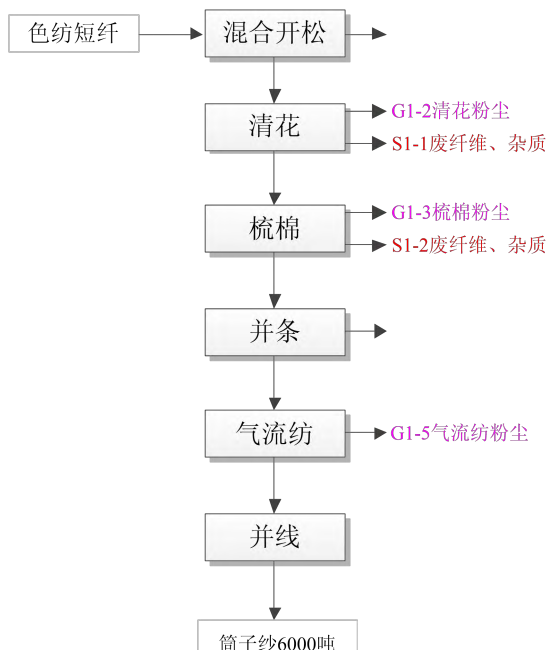 色纺短纤
混合开松
清花
G1-2清花粉尘
S1-1废纤维、杂质
梳棉
G1-3梳棉粉尘
S1-2废纤维、杂质
并条
气流纺
G1-5气流纺粉尘
并线
筒子纱6000吨